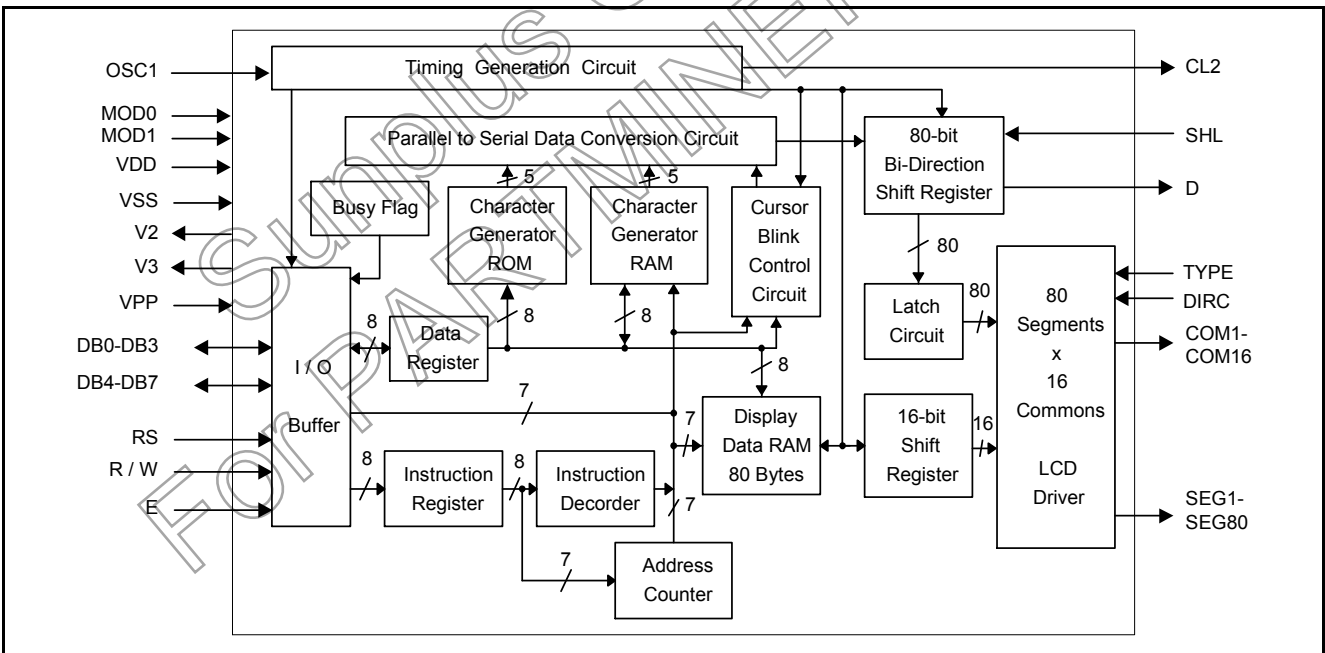 Sunplus
For PARTMINE
OSC1
MOD0
MOD1
VDD
VSS
V2
V3
VPP
DB0-DB3
DB4-DB7
RS
R / W
E
Timing Generation Circuit
Parallel to Serial Data Conversion Circuit
5
5
Busy Flag
Character
Generator
ROM
Character
Generator
RAM
Cursor
Blink
Control
Circuit
80-bit
Bi-Direction
Shift Register
80
Latch
Circuit
80
8
8
8
8
I / O
Buffer
Data
Register
7
7
7
Display
Data RAM
80 Bytes
16-bit
Shift
Register
16
80
Segments
x
16
Commons
LCD
Driver
8
Instruction
Register
8
Instruction
Decorder
7
Address
Counter
CL2
SHL
D
TYPE
DIRC
COM1-
COM16
SEG1-
SEG80